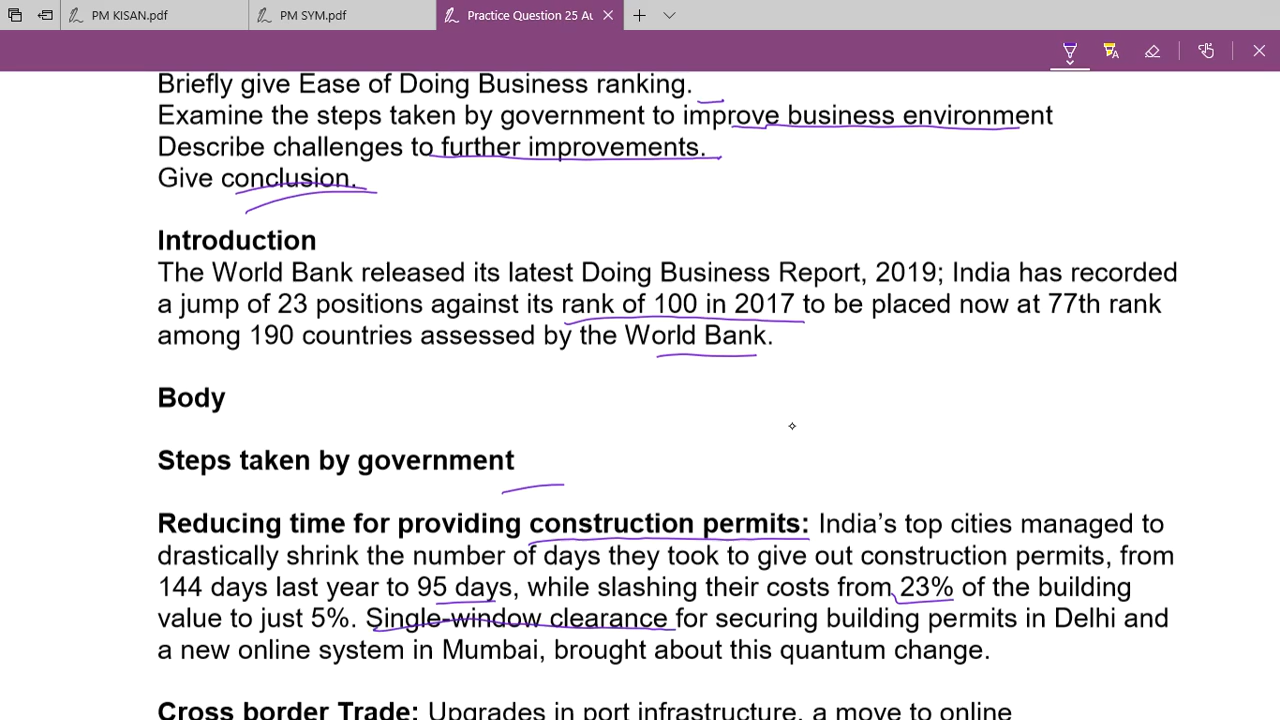 PM KISAN.pdf
PM SYM.pdf
Practice Question 25 Au
Briefly give Ease of Doing Business ranking.
Examine the steps taken by government to improve business environment
Describe challenges to further improvements.
Give conclusion.
Introduction
The World Bank released its latest Doing Business Report, 2019; India has recorded
a jump of 23 positions against its rank of 100 in 2017 to be placed now at 77th rank
among 190 countries assessed by the World Bank.
Body
Steps taken by government
Reducing time for providing construction permits: India’s top cities managed to
drastically shrink the number of days they took to give out construction permits, from
144 days last year to 95 days, while slashing their costs from 23% of the building
value to just 5%. Single-window clearance for securing building permits in Delhi and
a new online system in Mumbai, brought about this quantum change.
Cross border Trade: Upgrades in port infrastructure, a move to online